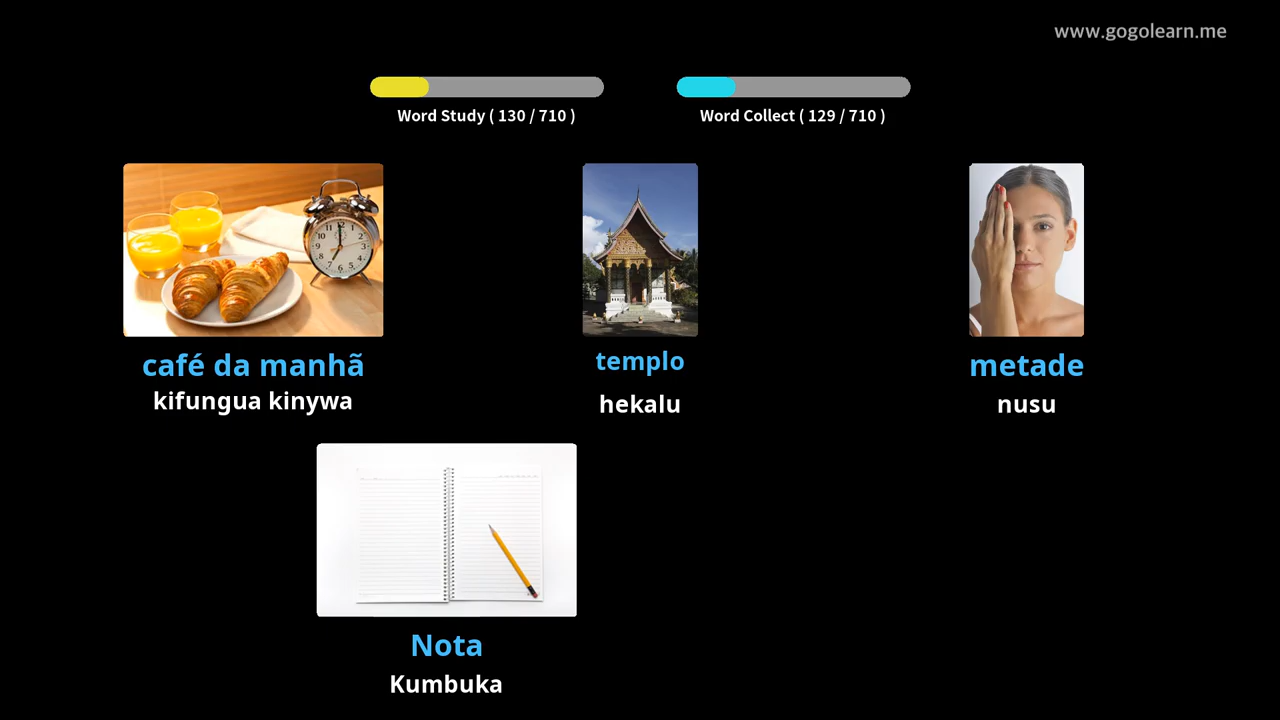 www.gogolearn.me
Word Study ( 130 / 710 )
Word Collect ( 129 / 710 )
café da manhã
kifungua kinywa
templo
hekalu
metade
nusu
Nota
Kumbuka